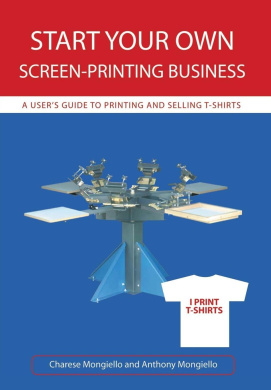 START YOUR OWN
SCREEN-PRINTING BUSINESS
A USER'S GUIDE TO PRINTING AND SELLING T-SHIRTS
I PRINT
T-SHIRTS
Charese Mongiello and Anthony Mongiello